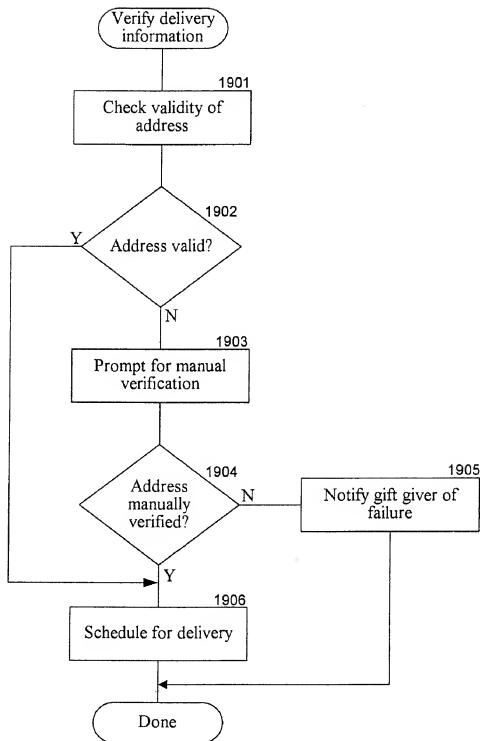 Verify delivery
information
1901
Check validity of
address
1902
Y
Address valid?
N
1903
Prompt for manual
verification
1904
Address
manually
verified?
N
1905
Notify gift giver of
failure
Y
1906
Schedule for delivery
Done